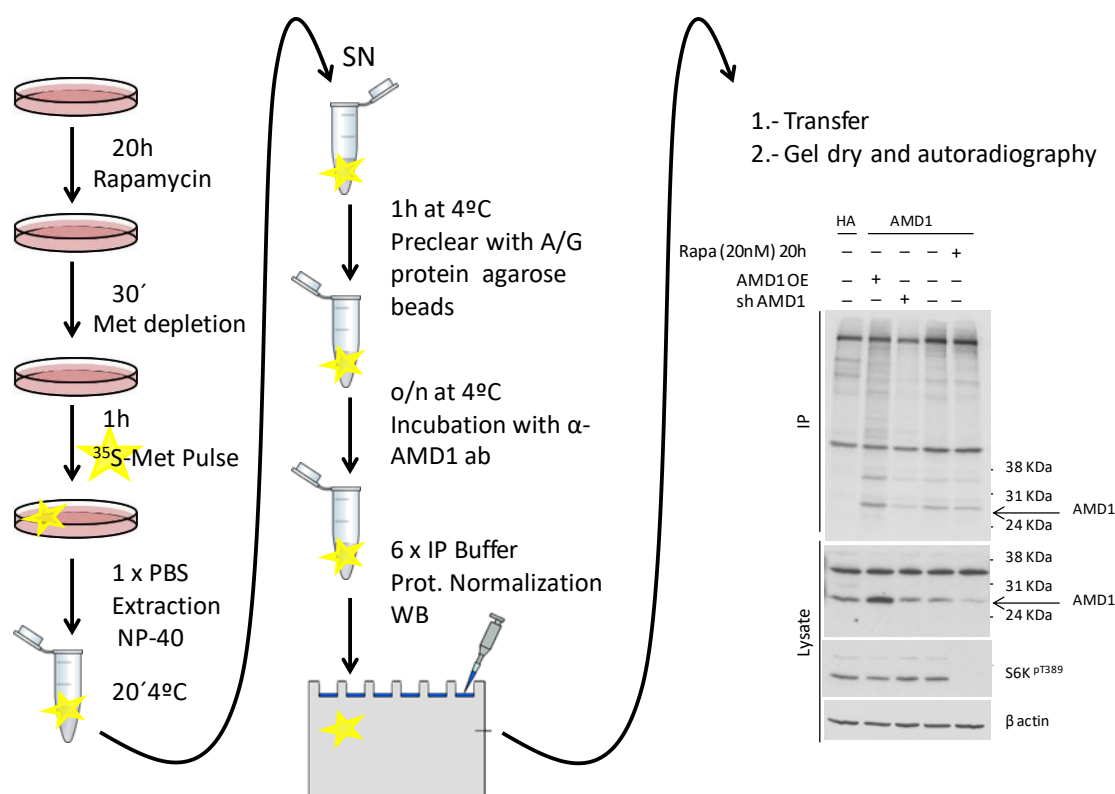 20h
Rapamycin
30´
Met depletion
1h
³⁵S-Met Pulse
1 x PBS
Extraction
NP-40
20´4ºC
SN
1h at 4ºC
Preclear with A/G
protein agarose
beads
o/n at 4ºC
Incubation with α-
AMD1 ab
6 x IP Buffer
Prot. Normalization
WB
1.- Transfer
2.- Gel dry and autoradiography
HA AMD1
Rapa (20nM) 20h – – – – +
AMD1 OE – + – – –
sh AMD1 – – + – –
IP
38 KDa
31 KDa
AMD1
24 KDa
Lysate
38 KDa
31 KDa
AMD1
24 KDa
S6K pT389
β actin